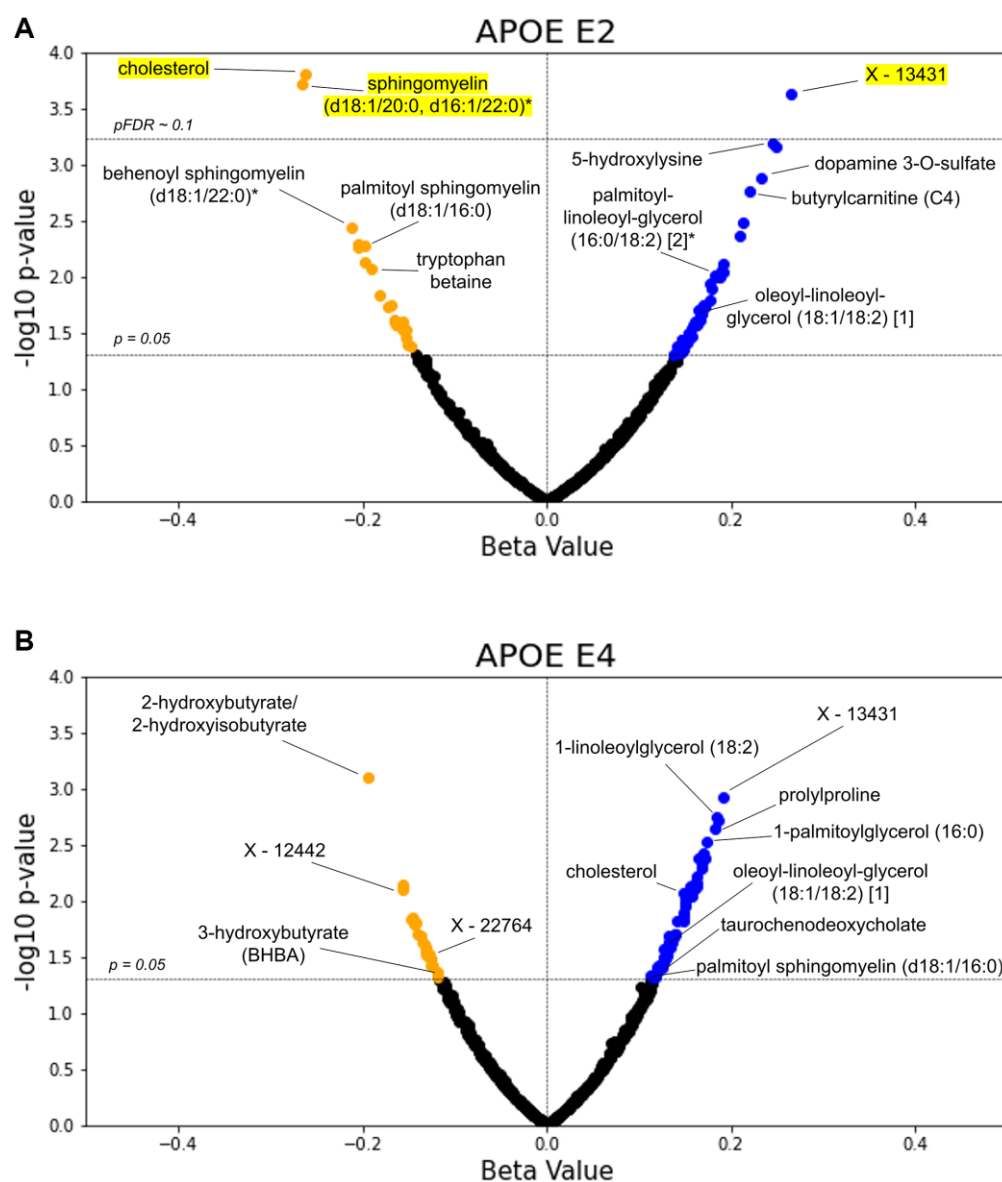 A
APOE E2
4.0
3.5
3.0
2.5
2.0
1.5
1.0
0.5
0.0
-log10 p-value
cholesterol
sphingomyelin
(d18:1/20:0, d16:1/22:0)*
X - 13431
pFDR ~ 0.1
5-hydroxylysine
dopamine 3-O-sulfate
behenoyl sphingomyelin
(d18:1/22:0)*
palmitoyl sphingomyelin
(d18:1/16:0)
palmitoyl-
linoleoyl-glycerol
(16:0/18:2) [2]*
butyrylcarnitine (C4)
tryptophan
betaine
oleoyl-linoleoyl-
glycerol (18:1/18:2) [1]
p = 0.05
−0.4 −0.2 0.0 0.2 0.4
Beta Value
B
APOE E4
4.0
3.5
3.0
2.5
2.0
1.5
1.0
0.5
0.0
-log10 p-value
2-hydroxybutyrate/
2-hydroxyisobutyrate
X - 13431
1-linoleoylglycerol (18:2)
prolylproline
1-palmitoylglycerol (16:0)
X - 12442
cholesterol
oleoyl-linoleoyl-glycerol
(18:1/18:2) [1]
3-hydroxybutyrate
(BHBA)
X - 22764
taurochenodeoxycholate
palmitoyl sphingomyelin (d18:1/16:0)
p = 0.05
−0.4 −0.2 0.0 0.2 0.4
Beta Value